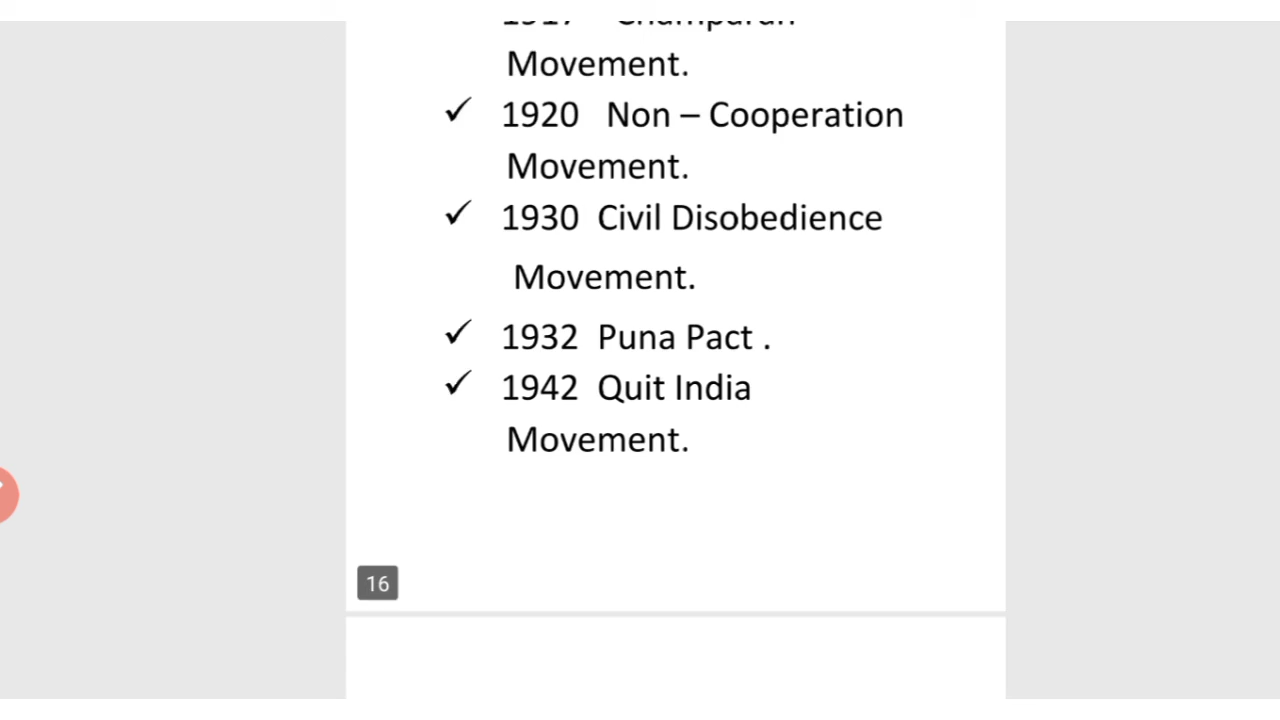 Movement.
✓ 1920 Non – Cooperation
Movement.
✓ 1930 Civil Disobedience
Movement.
✓ 1932 Puna Pact .
✓ 1942 Quit India
Movement.
16